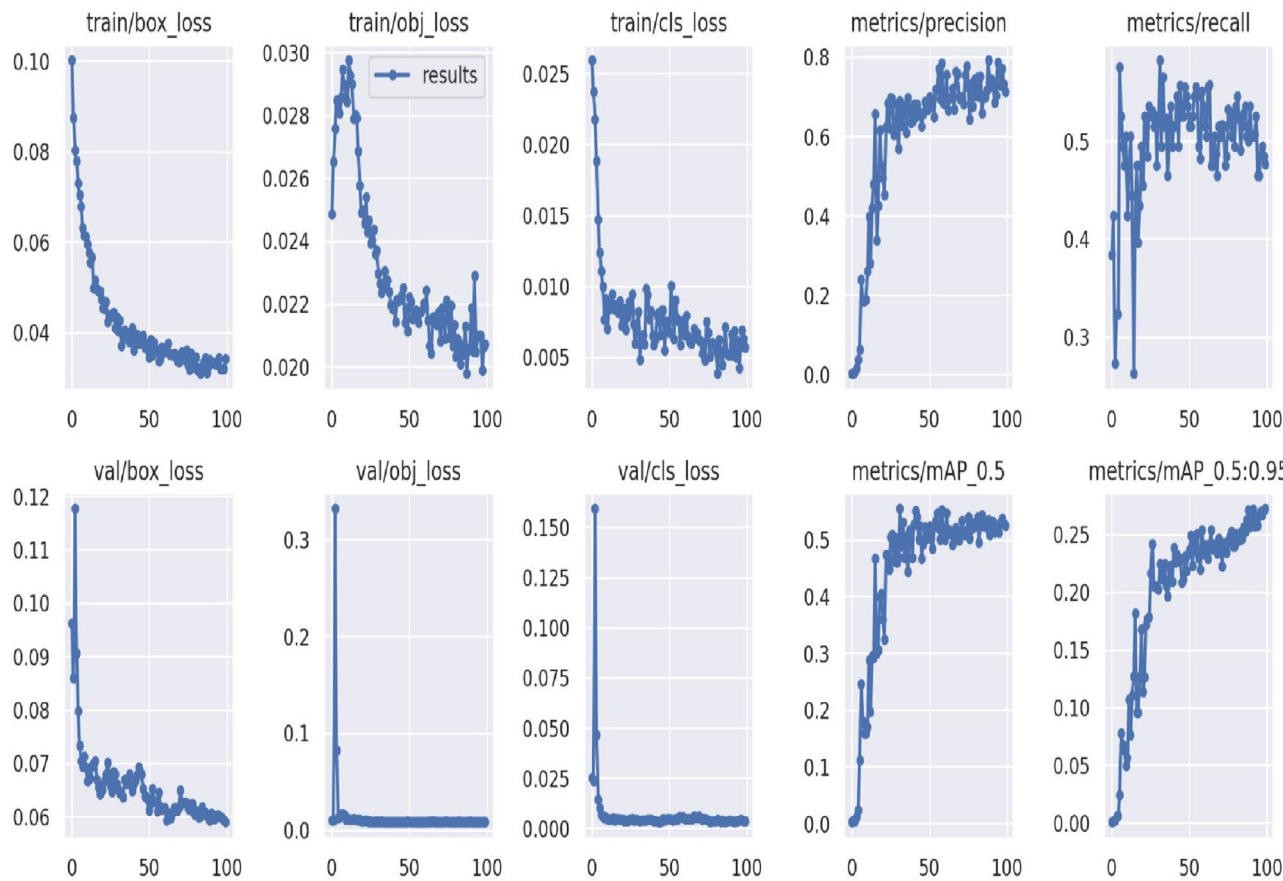 train/box_loss
train/obj_loss
train/cls_loss
metrics/precision
metrics/recall
results
0.10
0.08
0.06
0.04
0 50 100
0.030
0.028
0.026
0.024
0.022
0.020
0 50 100
0.025
0.020
0.015
0.010
0.005
0 50 100
0.8
0.6
0.4
0.2
0.0
0 50 100
0.5
0.4
0.3
0 50 100
val/box_loss
val/obj_loss
val/cls_loss
metrics/mAP_0.5
metrics/mAP_0.5:0.95
0.12
0.11
0.10
0.09
0.08
0.07
0.06
0 50 100
0.3
0.2
0.1
0.0
0 50 100
0.150
0.125
0.100
0.075
0.050
0.025
0.000
0 50 100
0.5
0.4
0.3
0.2
0.1
0.0
0 50 100
0.25
0.20
0.15
0.10
0.05
0.00
0 50 100